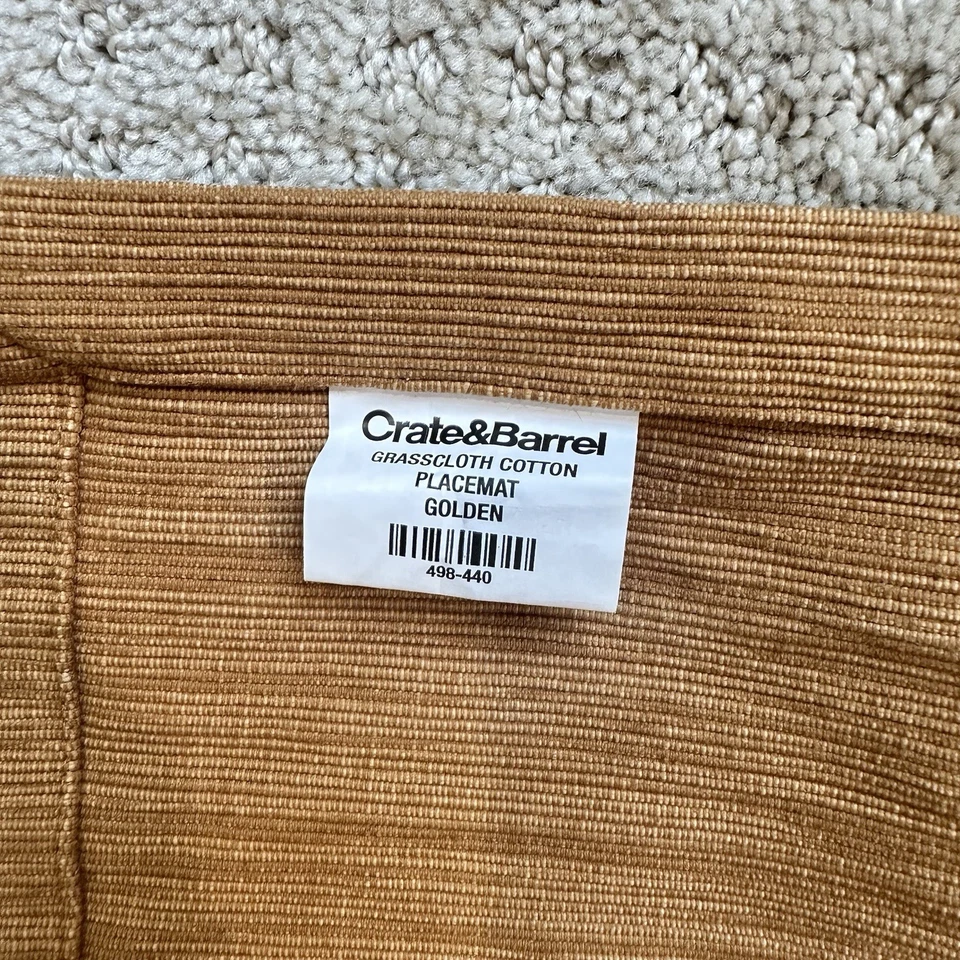 Crate&Barrel
GRASSCLOTH COTTON
PLACEMAT
GOLDEN
498-440